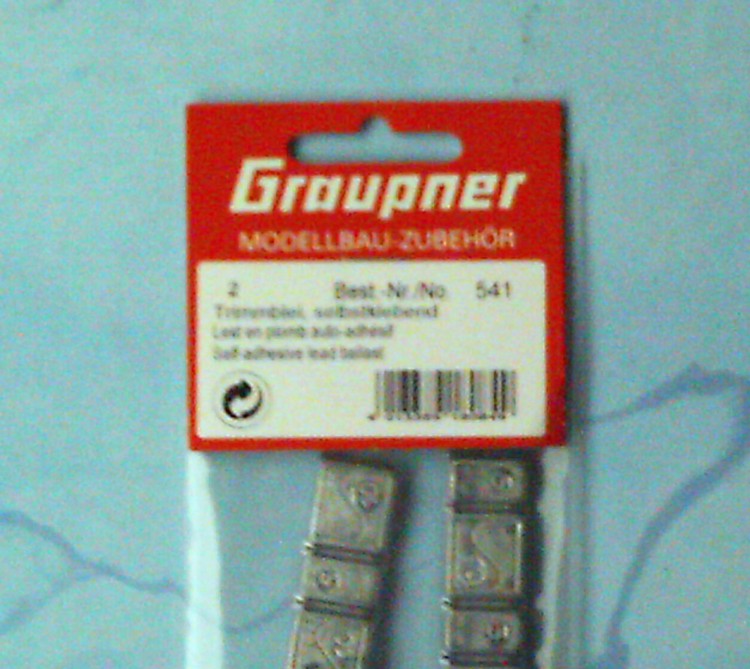 Graupner
MODELLBAU-ZUBEHÖR
2 Best.-Nr./No. 541
Trimmblei, selbstklebend
Lest en plomb auto-adhésif
Self-adhesive lead ballast